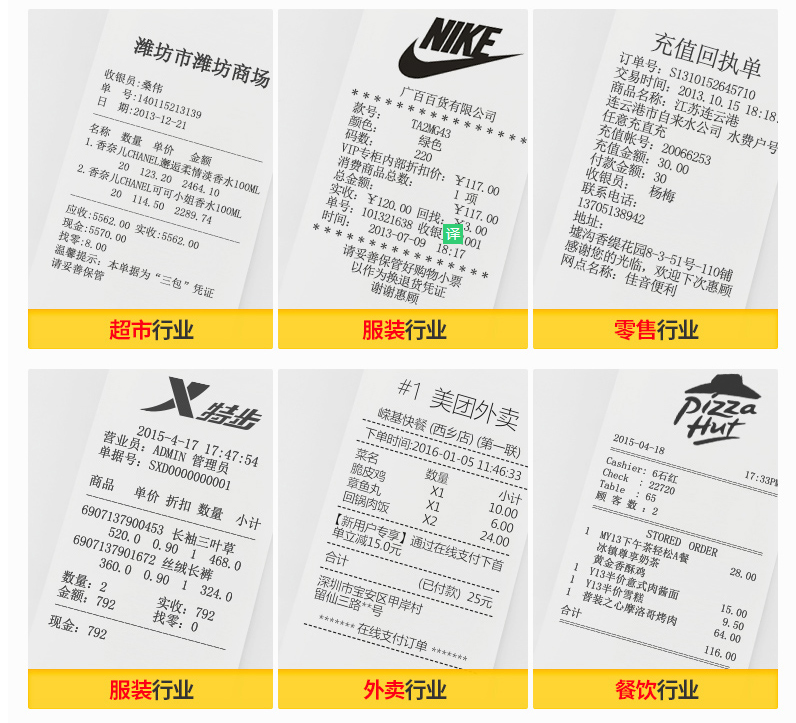 潍坊市潍坊商场
收银员:桑伟
单 号:140115213139
日 期:2013-12-21
名称 数量 单价 金额
1.香奈儿CHANEL邂逅柔情淡香水100ML
20 123.20 2464.10
2.香奈儿CHANEL可可小姐香水100ML
20 114.50 2289.74
应收:5562.00 实收:5562.00
现金:5570.00
找零:8.00
温馨提示: 本单据为“三包”凭证
请妥善保管
超市行业
NIKE
广百百货有限公司
* * * * * * * * * * * * * *
款号: TA2MG43
颜色: 绿色
码数: 220
VIP专柜内部折扣价: ￥117.00
消费商品总数: 1 项
总金额: ￥117.00
实收: ￥120.00 回找: ￥3.00
单号: 101321638 收银 001
译
时间: 2013-07-09 18:17
* * * * * * * * * * * * * *
请妥善保管好购物小票
以作为换退货凭证
谢谢惠顾
服装行业
充值回执单
订单号: S1310152645710
交易时间: 2013.10.15 18:18
商品名称: 江苏连云港
连云港市自来水公司 水费户号
任意充直充
充值帐号: 20066253
充值金额: 30.00
付款金额: 30
收银员: 杨梅
联系电话:
13705138942
地址:
墟沟香缇花园8-3-51号-110铺
感谢您的光临,欢迎下次惠顾
网点名称: 佳音便利
零售行业
特步
2015-4-17 17:47:54
营业员: ADMIN 管理员
单据号: SXD0000000001
商品 单价 折扣 数量 小计
6907137900453 长袖三叶草
520.0 0.90 1 468.0
6907137901672 丝绒长裤
360.0 0.90 1 324.0
数量: 2 实收: 792
金额: 792 找零: 0
现金: 792
服装行业
#1 美团外卖
嵘基快餐 (西乡店) (第一联)
下单时间:2016-01-05 11:46:33
菜名 数量 小计
脆皮鸡 X1 10.00
章鱼丸 X1 6.00
回锅肉饭 X2 24.00
【新用户专享】通过在线支付下首
单立减15.0元
合计 (已付款) 25元
深圳市宝安区甲岸村
留仙三路**号
******* 在线支付订单 *******
外卖行业
Pizza
Hut
2015-04-18 17:33PM
Cashier: 6石红
Check : 22720
Table : 65
顾 客 数 : 2
STORED ORDER
1 MY13下午茶轻松A餐 28.00
冰镇尊享奶茶
黄金香酥鸡
1 Y13半价意式肉酱面 15.00
1 Y13半价雪糕 9.50
1 普装之心摩洛哥烤肉 64.00
合计 116.00
餐饮行业